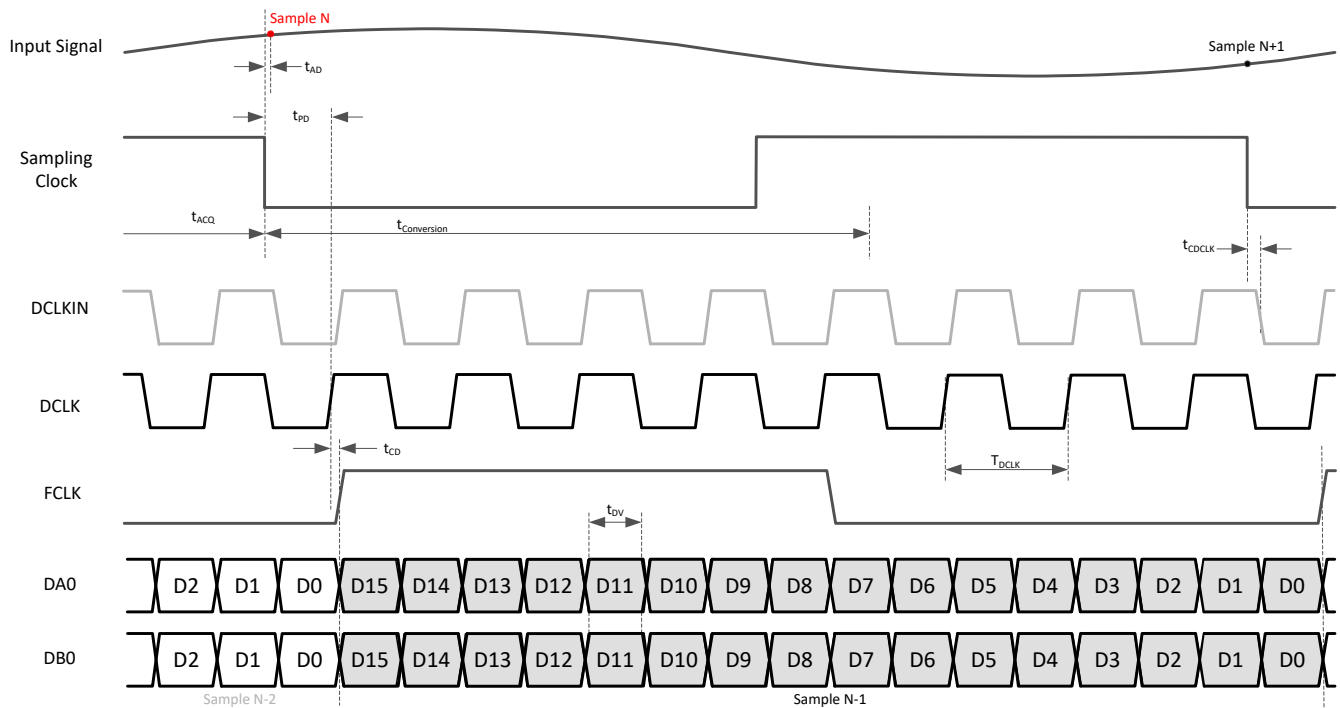 Sample N
Input Signal
Sample N+1
tAD
tPD
Sampling
Clock
tACQ
tConversion
tCDCLK
DCLKIN
DCLK
tCD
TDCLK
FCLK
tDV
DA0 D2 D1 D0 D15 D14 D13 D12 D11 D10 D9 D8 D7 D6 D5 D4 D3 D2 D1 D0
DB0 D2 D1 D0 D15 D14 D13 D12 D11 D10 D9 D8 D7 D6 D5 D4 D3 D2 D1 D0
Sample N-2 Sample N-1